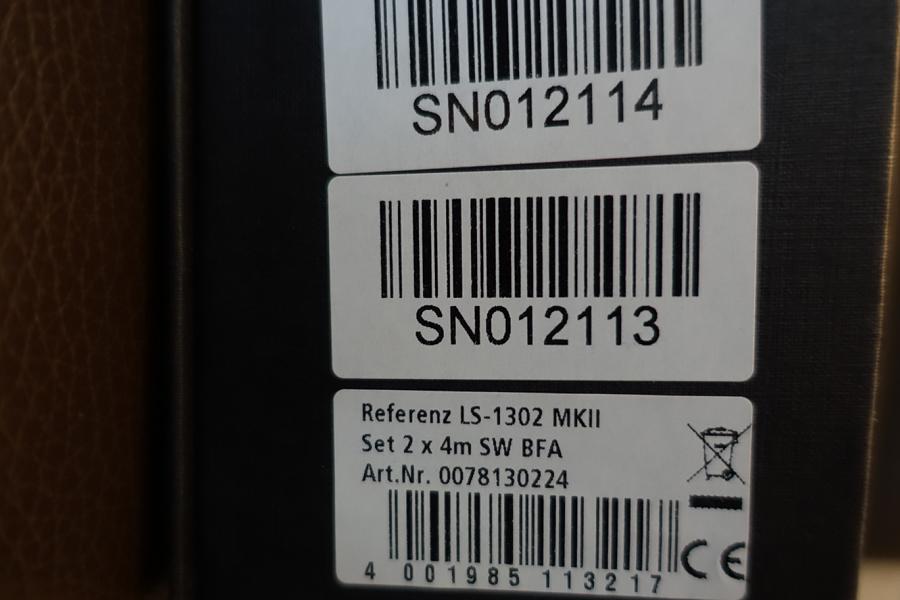 SN012114
SN012113
Referenz LS-1302 MKII
Set 2 x 4m SW BFA
Art.Nr. 0078130224
CE
4 001985 113217